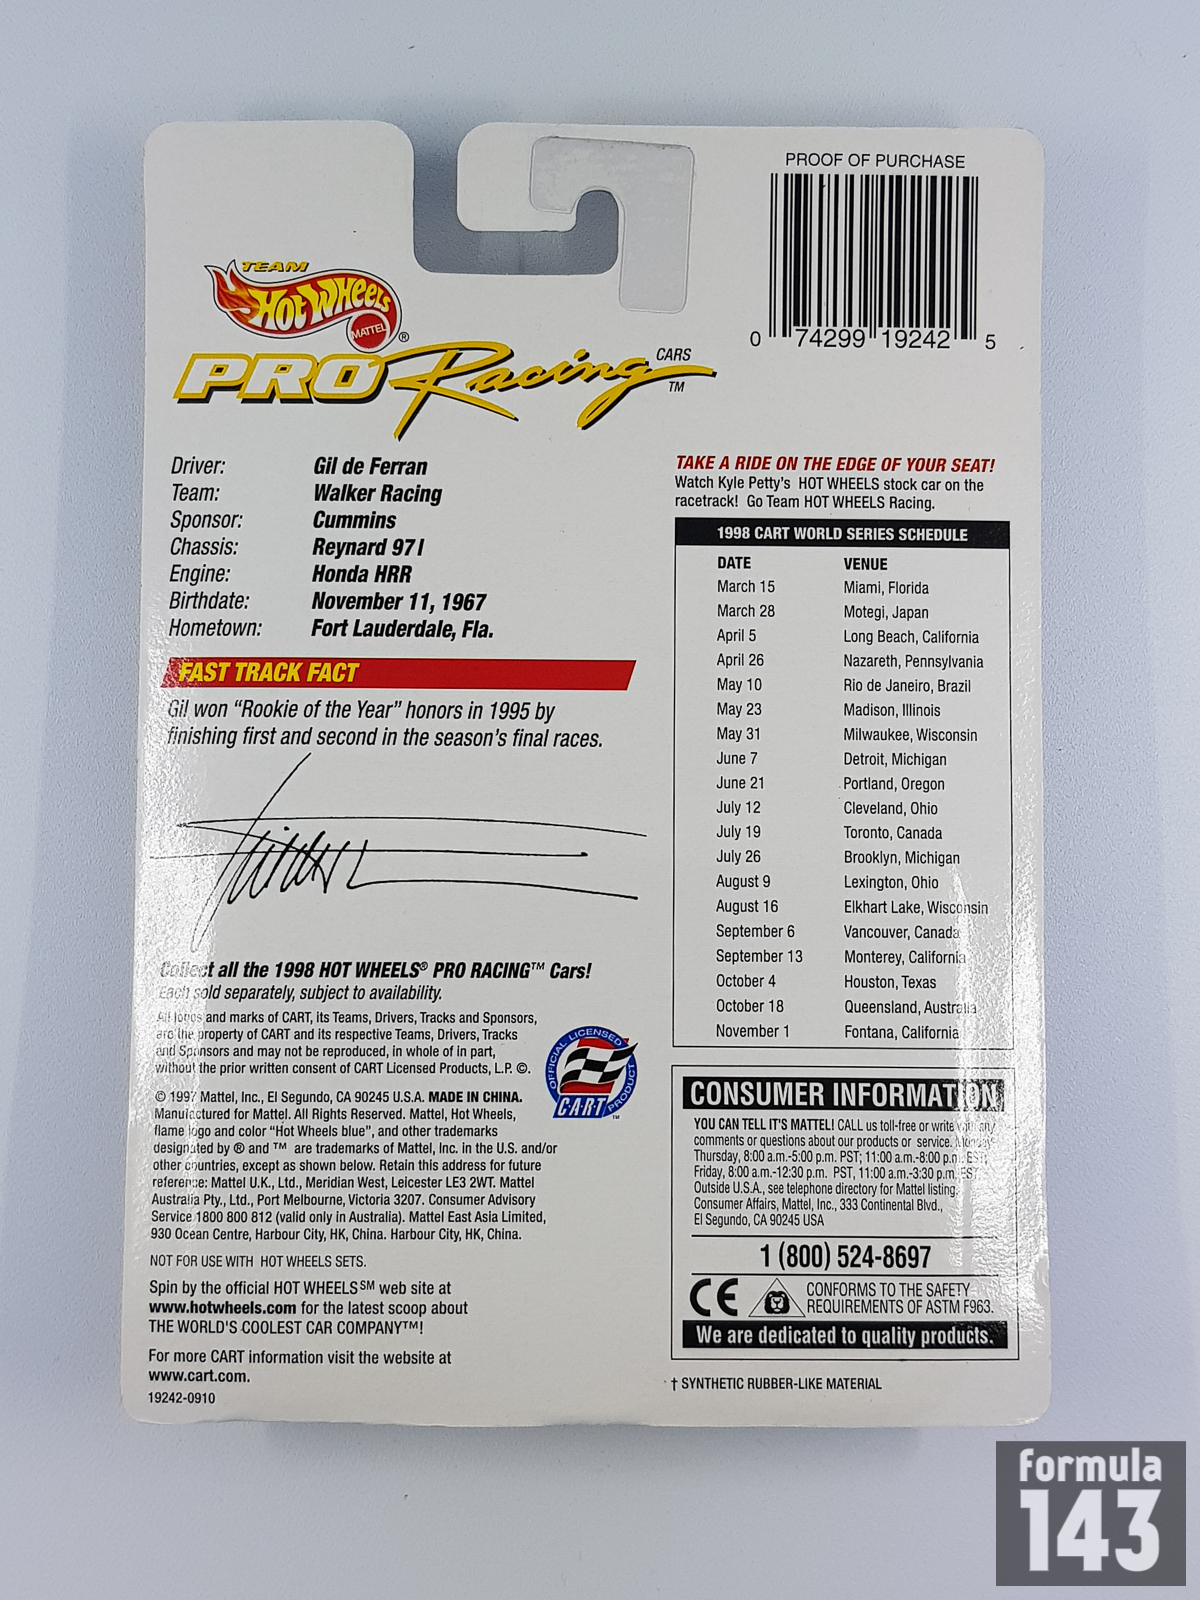 PROOF OF PURCHASE
0 74299 19242 5
TEAM
Hot Wheels
MATTEL ®
PRO Racing CARS
TM
Driver: Gil de Ferran
Team: Walker Racing
Sponsor: Cummins
Chassis: Reynard 97I
Engine: Honda HRR
Birthdate: November 11, 1967
Hometown: Fort Lauderdale, Fla.
FAST TRACK FACT
Gil won “Rookie of the Year” honors in 1995 by
finishing first and second in the season's final races.
Collect all the 1998 HOT WHEELS® PRO RACING™ Cars!
Each sold separately, subject to availability.
All logos and marks of CART, its Teams, Drivers, Tracks and Sponsors,
are the property of CART and its respective Teams, Drivers, Tracks
and Sponsors and may not be reproduced, in whole of in part,
without the prior written consent of CART Licensed Products, L.P. ©.
OFFICIAL LICENSED
CART PRODUCT
TM
© 1997 Mattel, Inc., El Segundo, CA 90245 U.S.A. MADE IN CHINA.
Manufactured for Mattel. All Rights Reserved. Mattel, Hot Wheels,
flame logo and color “Hot Wheels blue”, and other trademarks
designated by ® and ™ are trademarks of Mattel, Inc. in the U.S. and/or
other countries, except as shown below. Retain this address for future
reference: Mattel U.K., Ltd., Meridian West, Leicester LE3 2WT. Mattel
Australia Pty., Ltd., Port Melbourne, Victoria 3207. Consumer Advisory
Service 1800 800 812 (valid only in Australia). Mattel East Asia Limited,
930 Ocean Centre, Harbour City, HK, China. Harbour City, HK, China.
NOT FOR USE WITH HOT WHEELS SETS.
Spin by the official HOT WHEELS℠ web site at
www.hotwheels.com for the latest scoop about
THE WORLD'S COOLEST CAR COMPANY™!
For more CART information visit the website at
www.cart.com.
19242-0910
TAKE A RIDE ON THE EDGE OF YOUR SEAT!
Watch Kyle Petty's HOT WHEELS stock car on the
racetrack! Go Team HOT WHEELS Racing.
1998 CART WORLD SERIES SCHEDULE
DATE VENUE
March 15 Miami, Florida
March 28 Motegi, Japan
April 5 Long Beach, California
April 26 Nazareth, Pennsylvania
May 10 Rio de Janeiro, Brazil
May 23 Madison, Illinois
May 31 Milwaukee, Wisconsin
June 7 Detroit, Michigan
June 21 Portland, Oregon
July 12 Cleveland, Ohio
July 19 Toronto, Canada
July 26 Brooklyn, Michigan
August 9 Lexington, Ohio
August 16 Elkhart Lake, Wisconsin
September 6 Vancouver, Canada
September 13 Monterey, California
October 4 Houston, Texas
October 18 Queensland, Australia
November 1 Fontana, California
CONSUMER INFORMATION
YOU CAN TELL IT'S MATTEL! CALL us toll-free or write with any
comments or questions about our products or service. Monday-
Thursday, 8:00 a.m.-5:00 p.m. PST; 11:00 a.m.-8:00 p.m. EST;
Friday, 8:00 a.m.-12:30 p.m. PST, 11:00 a.m.-3:30 p.m. EST.
Outside U.S.A., see telephone directory for Mattel listing.
Consumer Affairs, Mattel, Inc., 333 Continental Blvd.,
El Segundo, CA 90245 USA
1 (800) 524-8697
CE CONFORMS TO THE SAFETY
REQUIREMENTS OF ASTM F963.
We are dedicated to quality products.
† SYNTHETIC RUBBER-LIKE MATERIAL
formula
143